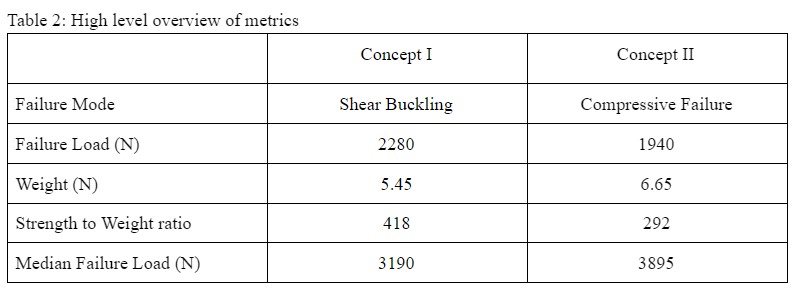 Table 2: High level overview of metrics
Concept I Concept II
Failure Mode Shear Buckling Compressive Failure
Failure Load (N) 2280 1940
Weight (N) 5.45 6.65
Strength to Weight ratio 418 292
Median Failure Load (N) 3190 3895